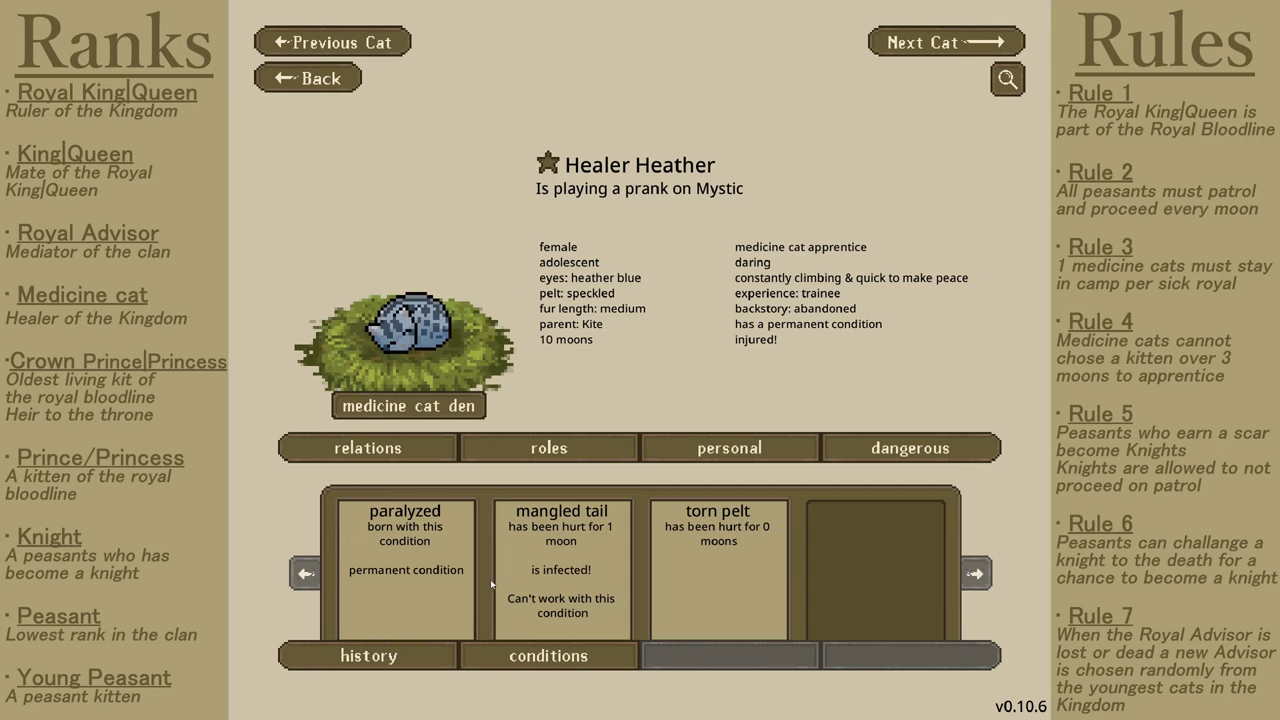 Ranks
· Royal King|Queen
Ruler of the Kingdom
· King|Queen
Mate of the Royal
King|Queen
· Royal Advisor
Mediator of the clan
· Medicine cat
Healer of the Kingdom
·Crown Prince|Princess
Oldest living kit of
the royal bloodline
Heir to the throne
· Prince/Princess
A kitten of the royal
bloodline
· Knight
A peasants who has
become a knight
· Peasant
Lowest rank in the clan
· Young Peasant
A peasant kitten
Previous Cat
Next Cat
Back
Healer Heather
Is playing a prank on Mystic
female
adolescent
eyes: heather blue
pelt: speckled
fur length: medium
parent: Kite
10 moons
medicine cat apprentice
daring
constantly climbing & quick to make peace
experience: trainee
backstory: abandoned
has a permanent condition
injured!
medicine cat den
relations
roles
personal
dangerous
paralyzed
born with this
condition
permanent condition
mangled tail
has been hurt for 1
moon
is infected!
Can't work with this
condition
torn pelt
has been hurt for 0
moons
history
conditions
v0.10.6
Rules
· Rule 1
The Royal King|Queen is
part of the Royal Bloodline
· Rule 2
All peasants must patrol
and proceed every moon
· Rule 3
1 medicine cats must stay
in camp per sick royal
· Rule 4
Medicine cats cannot
chose a kitten over 3
moons to apprentice
· Rule 5
Peasants who earn a scar
become Knights
Knights are allowed to not
proceed on patrol
· Rule 6
Peasants can challange a
knight to the death for a
chance to become a knight
· Rule 7
When the Royal Advisor is
lost or dead a new Advisor
is chosen randomly from
the youngest cats in the
Kingdom